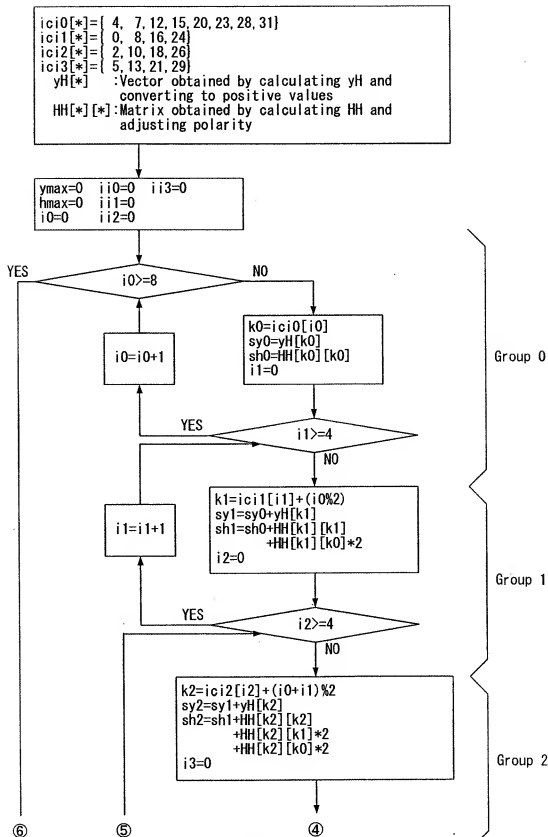 ici0[*]={ 4, 7, 12, 15, 20, 23, 28, 31}
ici1[*]={ 0, 8, 16, 24}
ici2[*]={ 2, 10, 18, 26}
ici3[*]={ 5, 13, 21, 29}
yH[*] :Vector obtained by calculating yH and
converting to positive values
HH[*][*]:Matrix obtained by calculating HH and
adjusting polarity
ymax=0 ii0=0 ii3=0
hmax=0 ii1=0
i0=0 ii2=0
YES
i0>=8
NO
k0=ici0[i0]
sy0=yH[k0]
sh0=HH[k0][k0]
i1=0
i0=i0+1
Group 0
YES
i1>=4
NO
k1=ici1[i1]+(i0%2)
sy1=sy0+yH[k1]
sh1=sh0+HH[k1][k1]
+HH[k1][k0]*2
i2=0
i1=i1+1
Group 1
YES
i2>=4
NO
k2=ici2[i2]+(i0+i1)%2
sy2=sy1+yH[k2]
sh2=sh1+HH[k2][k2]
+HH[k2][k1]*2
+HH[k2][k0]*2
i3=0
Group 2
⑥ ⑤ ④